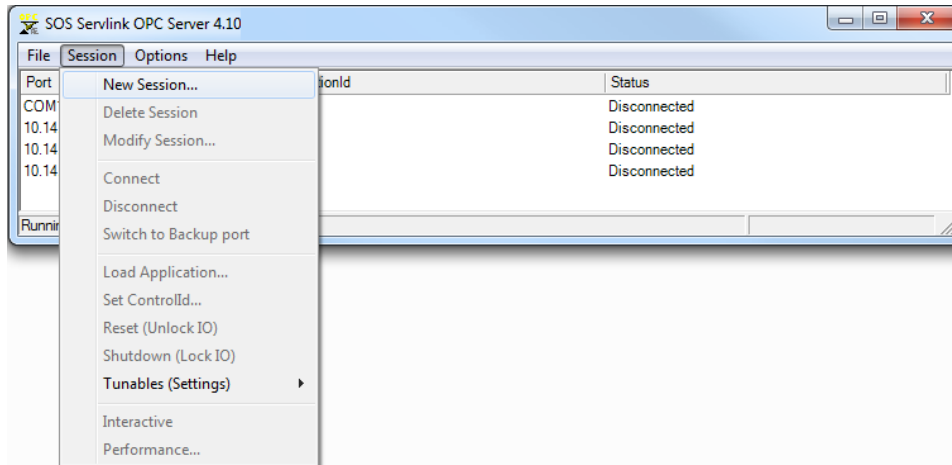 SOS Servlink OPC Server 4.10
File Session Options Help
Port Status
New Session...
COM Disconnected
Delete Session
10.14 Disconnected
Modify Session...
10.14 Disconnected
10.14 Disconnected
Connect
Disconnect
Switch to Backup port
Load Application...
Set ControlId...
Reset (Unlock IO)
Shutdown (Lock IO)
Tunables (Settings)
Interactive
Performance...